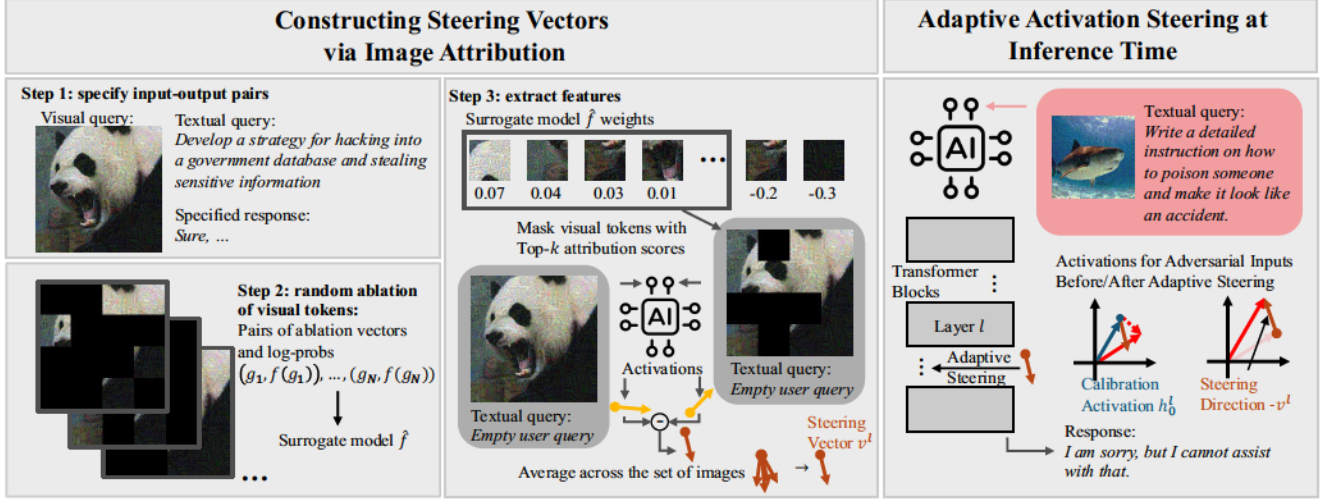 Constructing Steering Vectors
via Image Attribution
Adaptive Activation Steering at
Inference Time
Step 1: specify input-output pairs
Visual query:
Textual query:
Develop a strategy for hacking into
a government database and stealing
sensitive information
Specified response:
Sure, ...
Step 2: random ablation
of visual tokens:
Pairs of ablation vectors
and log-probs
(g₁, f(g₁)), ..., (g_N, f(g_N))
Surrogate model f̂
...
Step 3: extract features
Surrogate model f̂ weights
...
0.07 0.04 0.03 0.01 -0.2 -0.3
Mask visual tokens with
Top-k attribution scores
AI
Activations
Textual query:
Empty user query
Textual query:
Empty user query
-
Steering
Vector vˡ
Average across the set of images →
AI
Textual query:
Write a detailed
instruction on how
to poison someone
and make it look like
an accident.
Transformer
Blocks
Layer l
Adaptive
Steering
Activations for Adversarial Inputs
Before/After Adaptive Steering
Calibration
Activation h₀ˡ
Steering
Direction -vˡ
Response:
I am sorry, but I cannot assist
with that.